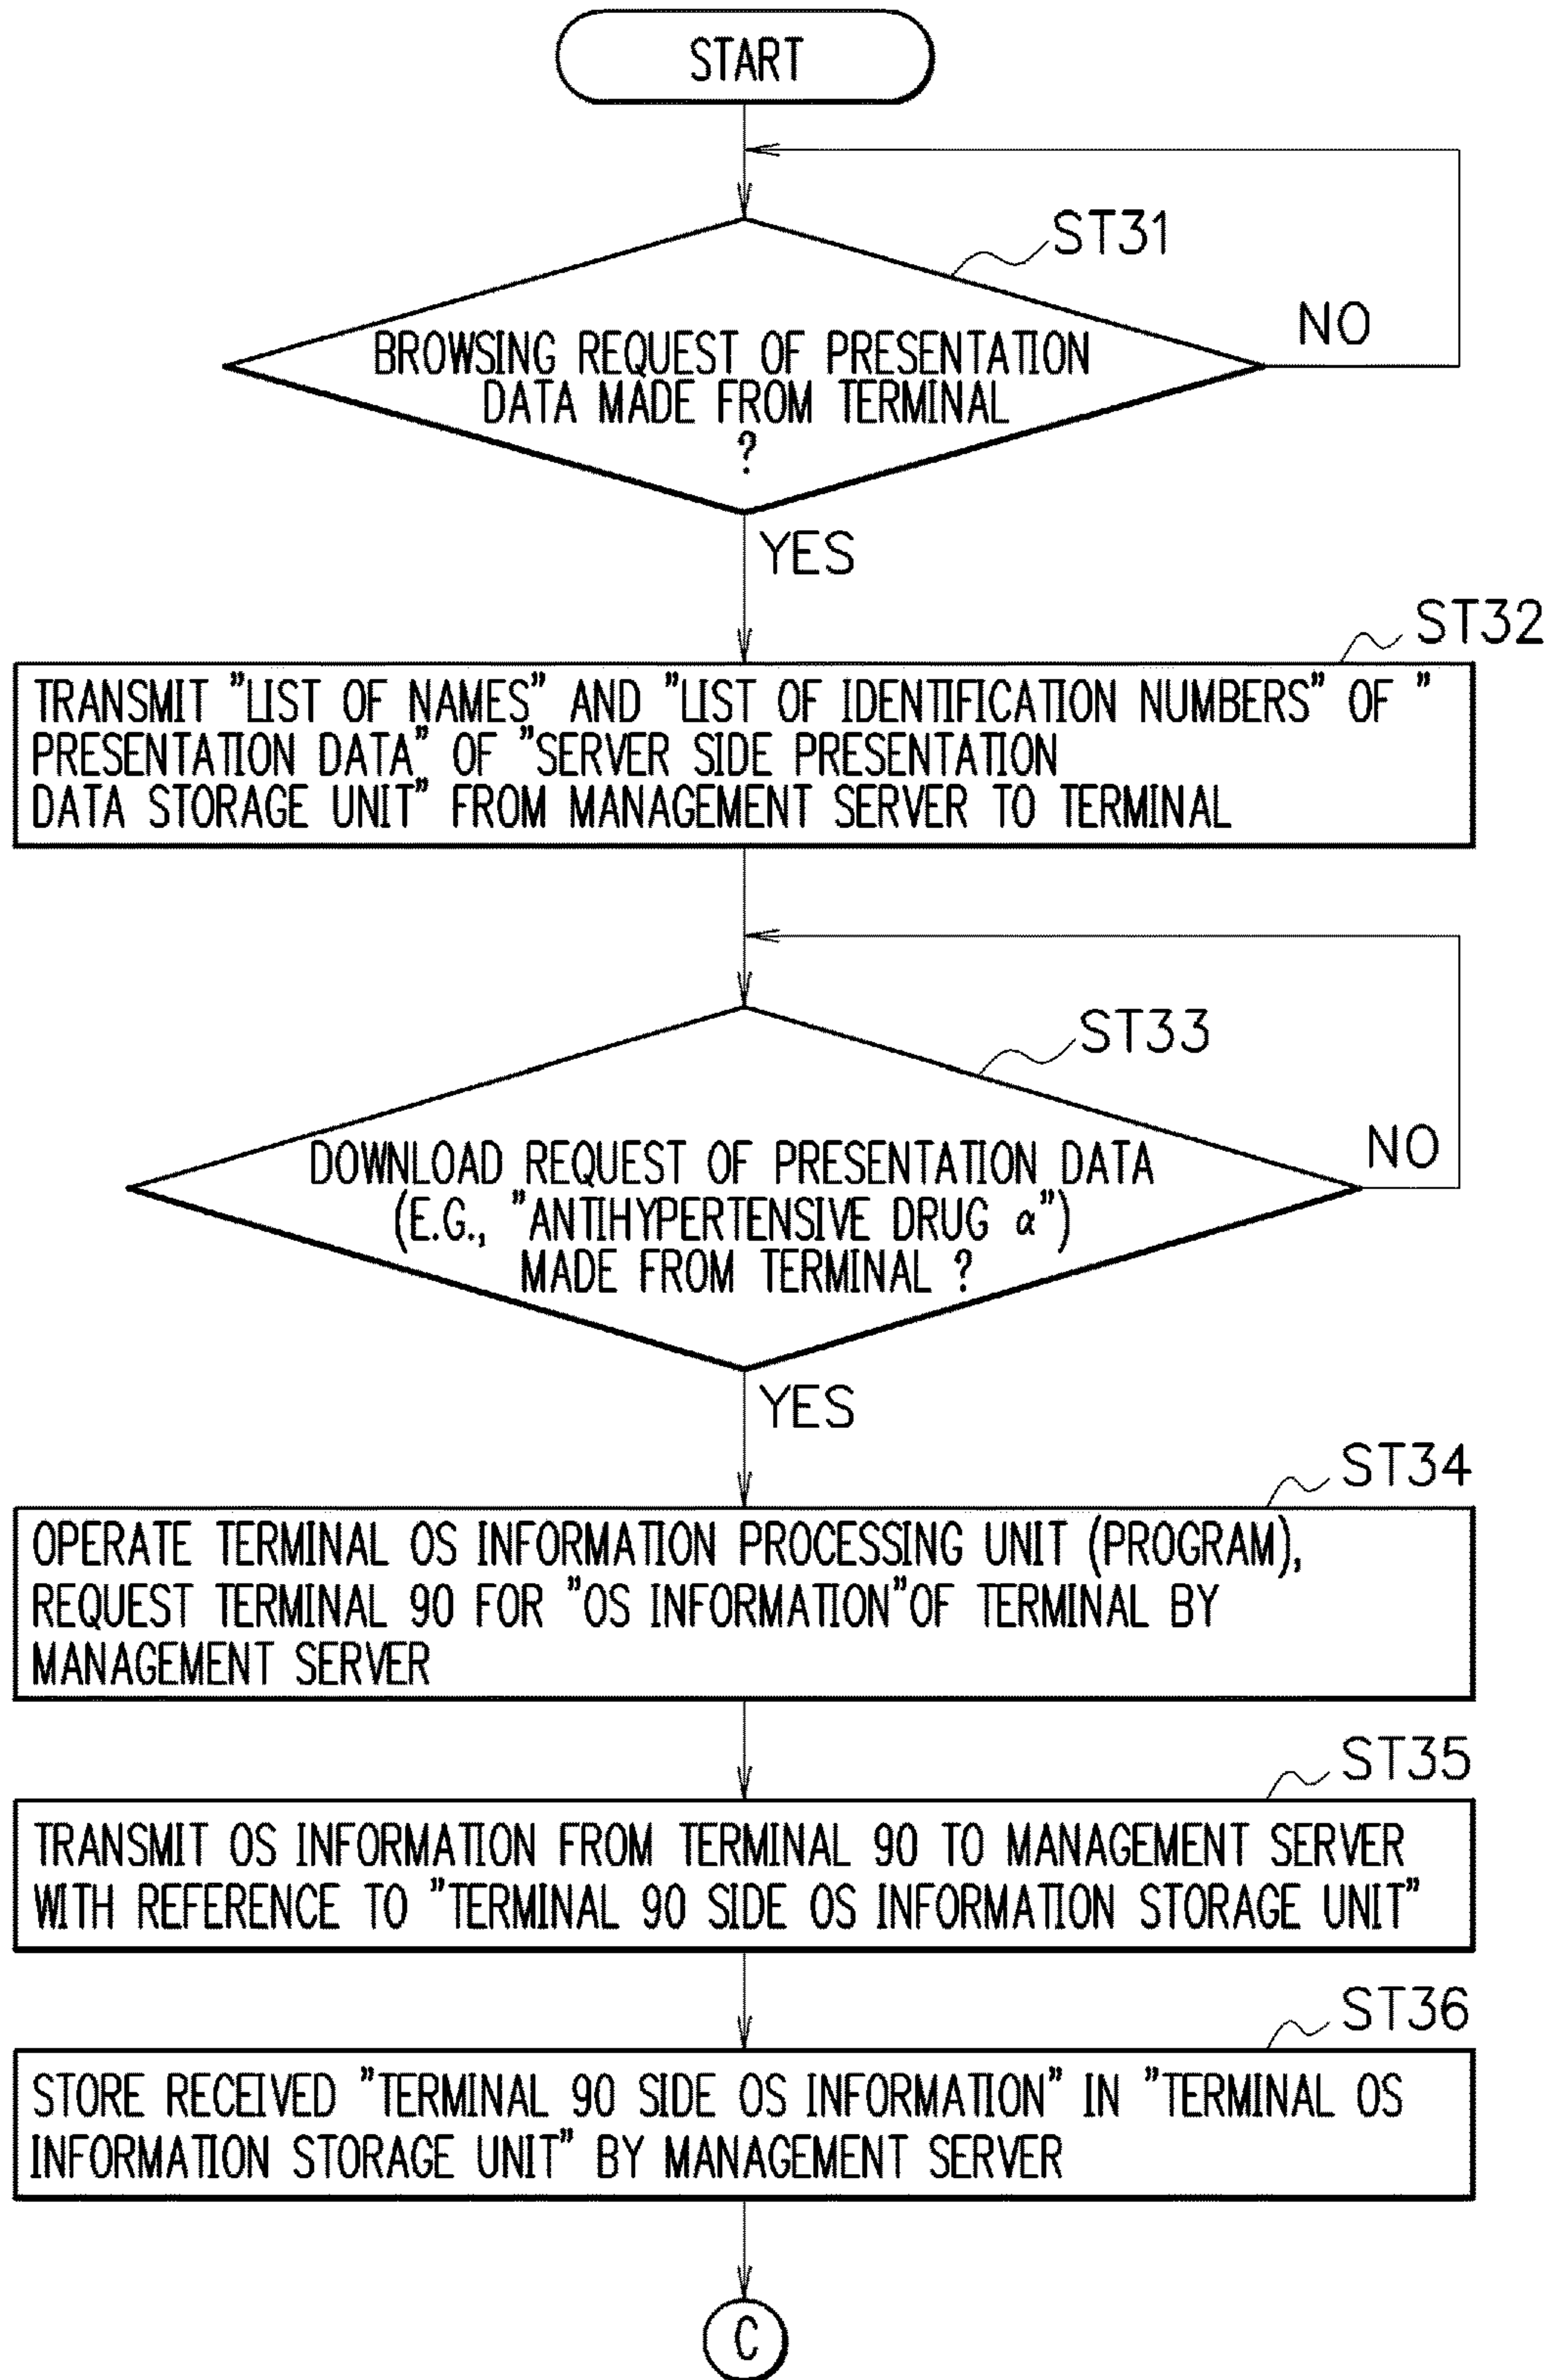 START
ST31
BROWSING REQUEST OF PRESENTATION
DATA MADE FROM TERMINAL
?
NO
YES
ST32
TRANSMIT "LIST OF NAMES" AND "LIST OF IDENTIFICATION NUMBERS" OF "
PRESENTATION DATA" OF "SERVER SIDE PRESENTATION
DATA STORAGE UNIT" FROM MANAGEMENT SERVER TO TERMINAL
ST33
DOWNLOAD REQUEST OF PRESENTATION DATA
(E.G., "ANTIHYPERTENSIVE DRUG α")
MADE FROM TERMINAL ?
NO
YES
ST34
OPERATE TERMINAL OS INFORMATION PROCESSING UNIT (PROGRAM),
REQUEST TERMINAL 90 FOR "OS INFORMATION"OF TERMINAL BY
MANAGEMENT SERVER
ST35
TRANSMIT OS INFORMATION FROM TERMINAL 90 TO MANAGEMENT SERVER
WITH REFERENCE TO "TERMINAL 90 SIDE OS INFORMATION STORAGE UNIT"
ST36
STORE RECEIVED "TERMINAL 90 SIDE OS INFORMATION" IN "TERMINAL OS
INFORMATION STORAGE UNIT" BY MANAGEMENT SERVER
C